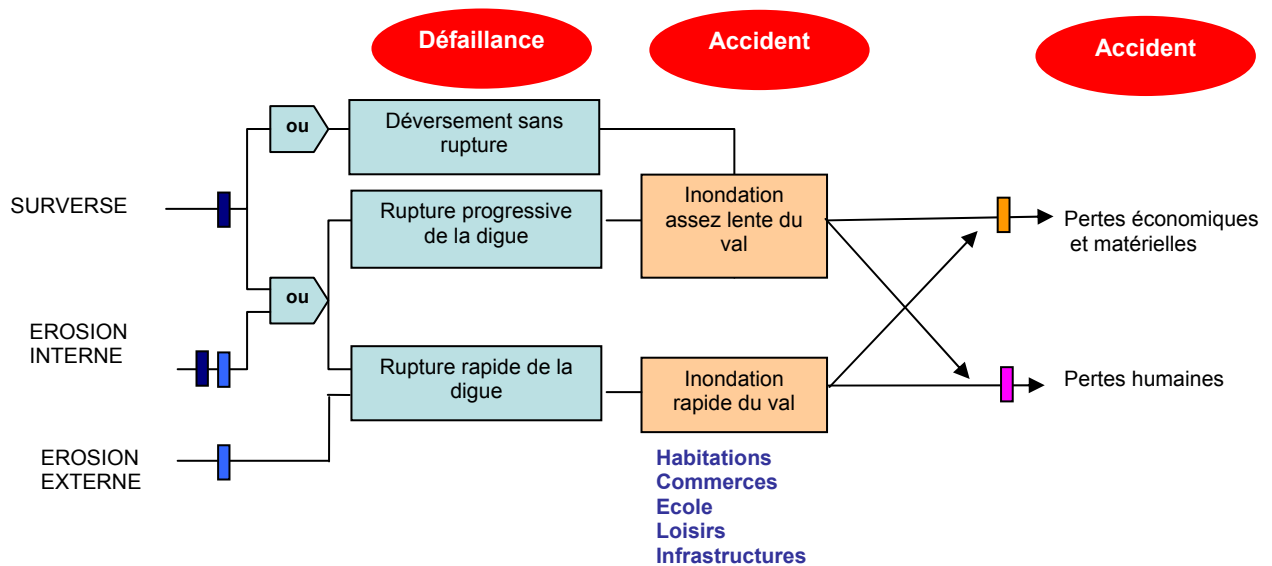 Défaillance
Accident
Accident
ou
Déversement sans
rupture
SURVERSE
Rupture progressive
de la digue
Inondation
assez lente du
val
Pertes économiques
et matérielles
ou
EROSION
INTERNE
Rupture rapide de la
digue
Inondation
rapide du val
Pertes humaines
EROSION
EXTERNE
Habitations
Commerces
Ecole
Loisirs
Infrastructures